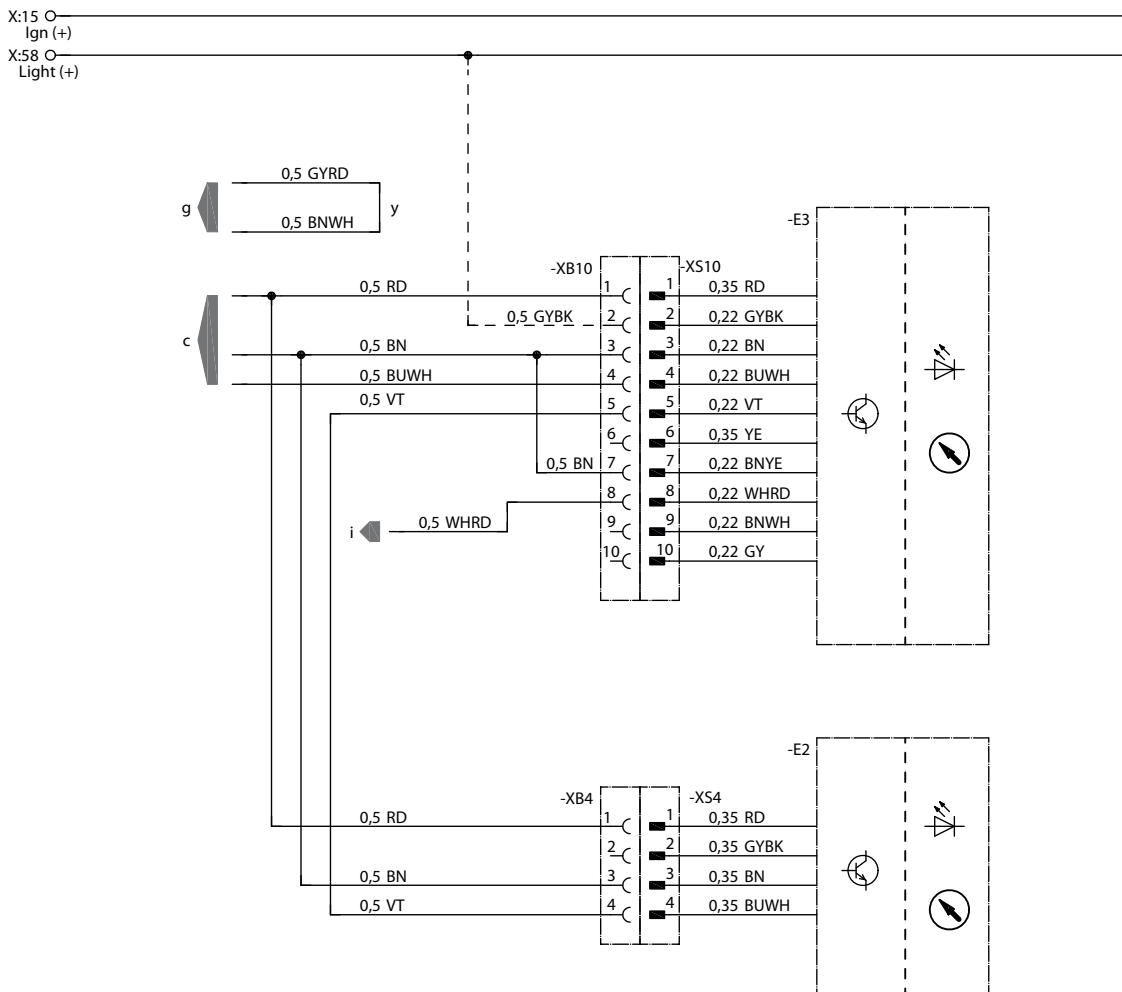 X:15
Ign (+)
X:58
Light (+)
0,5 GYRD
g
y
0,5 BNWH
-E3
-XB10
-XS10
0,5 RD
1
1
0,35 RD
0,5 GYBK
2
2
0,22 GYBK
c
0,5 BN
3
3
0,22 BN
0,5 BUWH
4
4
0,22 BUWH
0,5 VT
5
5
0,22 VT
6
6
0,35 YE
0,5 BN
7
7
0,22 BNYE
8
8
0,22 WHRD
i
0,5 WHRD
9
9
0,22 BNWH
10
10
0,22 GY
-E2
-XB4
-XS4
0,5 RD
1
1
0,35 RD
2
2
0,35 GYBK
0,5 BN
3
3
0,35 BN
0,5 VT
4
4
0,35 BUWH